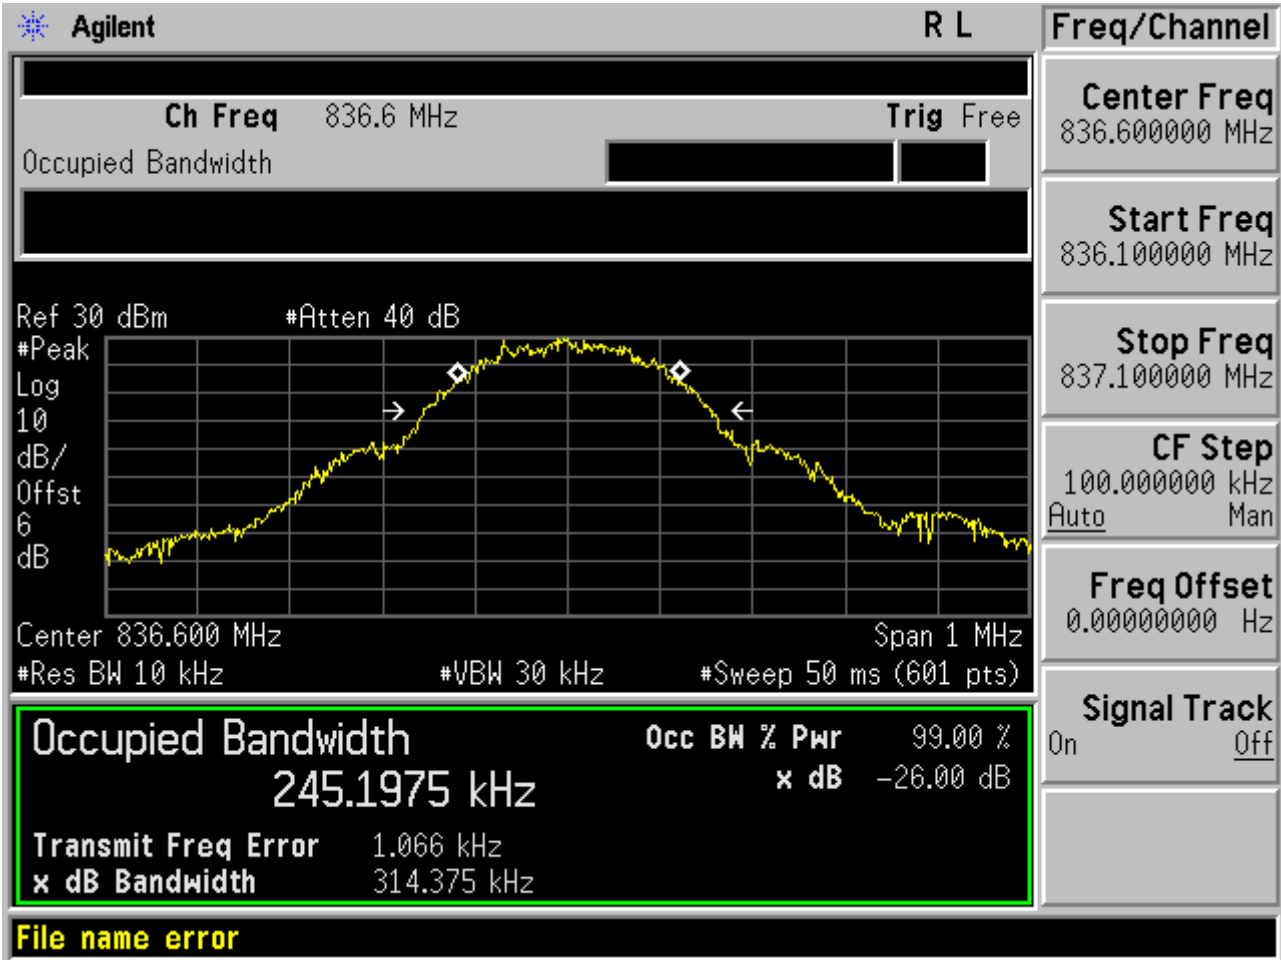 Agilent R L Freq/Channel
Ch Freq 836.6 MHz Trig Free
Occupied Bandwidth
Center Freq
836.600000 MHz
Start Freq
836.100000 MHz
Stop Freq
837.100000 MHz
CF Step
100.000000 kHz
Auto Man
Freq Offset
0.00000000 Hz
Signal Track
On Off
Ref 30 dBm #Atten 40 dB
#Peak
Log
10
dB/
Offst
6
dB
Center 836.600 MHz Span 1 MHz
#Res BW 10 kHz #VBW 30 kHz #Sweep 50 ms (601 pts)
Occupied Bandwidth Occ BW % Pwr 99.00 %
245.1975 kHz x dB -26.00 dB
Transmit Freq Error 1.066 kHz
x dB Bandwidth 314.375 kHz
File name error